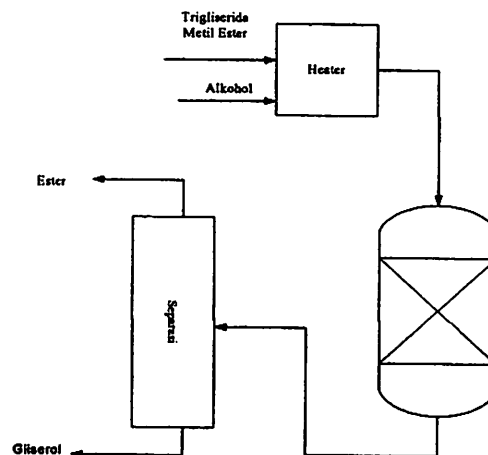 Trigliserida
Metil Ester
Heater
Alkohol
Ester
Separasi
Gliserol